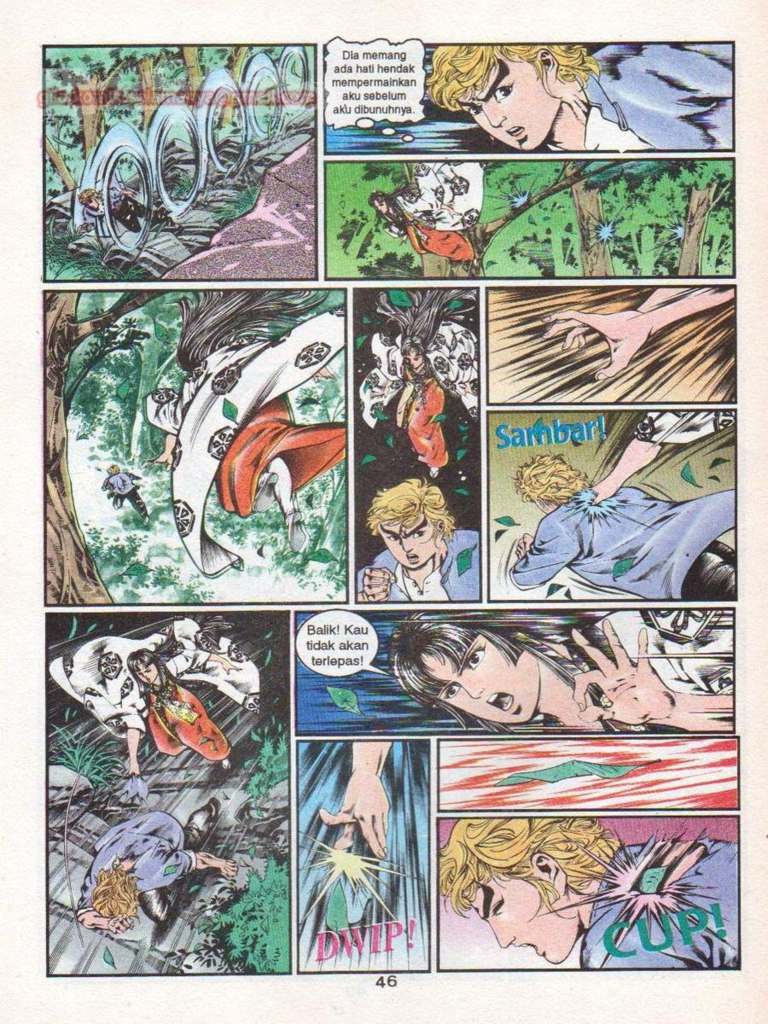 Dia memang
ada hati hendak
mempermainkan
aku sebelum
aku dibunuhnya.
Sambar!
Balik! Kau
tidak akan
terlepas!
DWIP!
CUP!
46